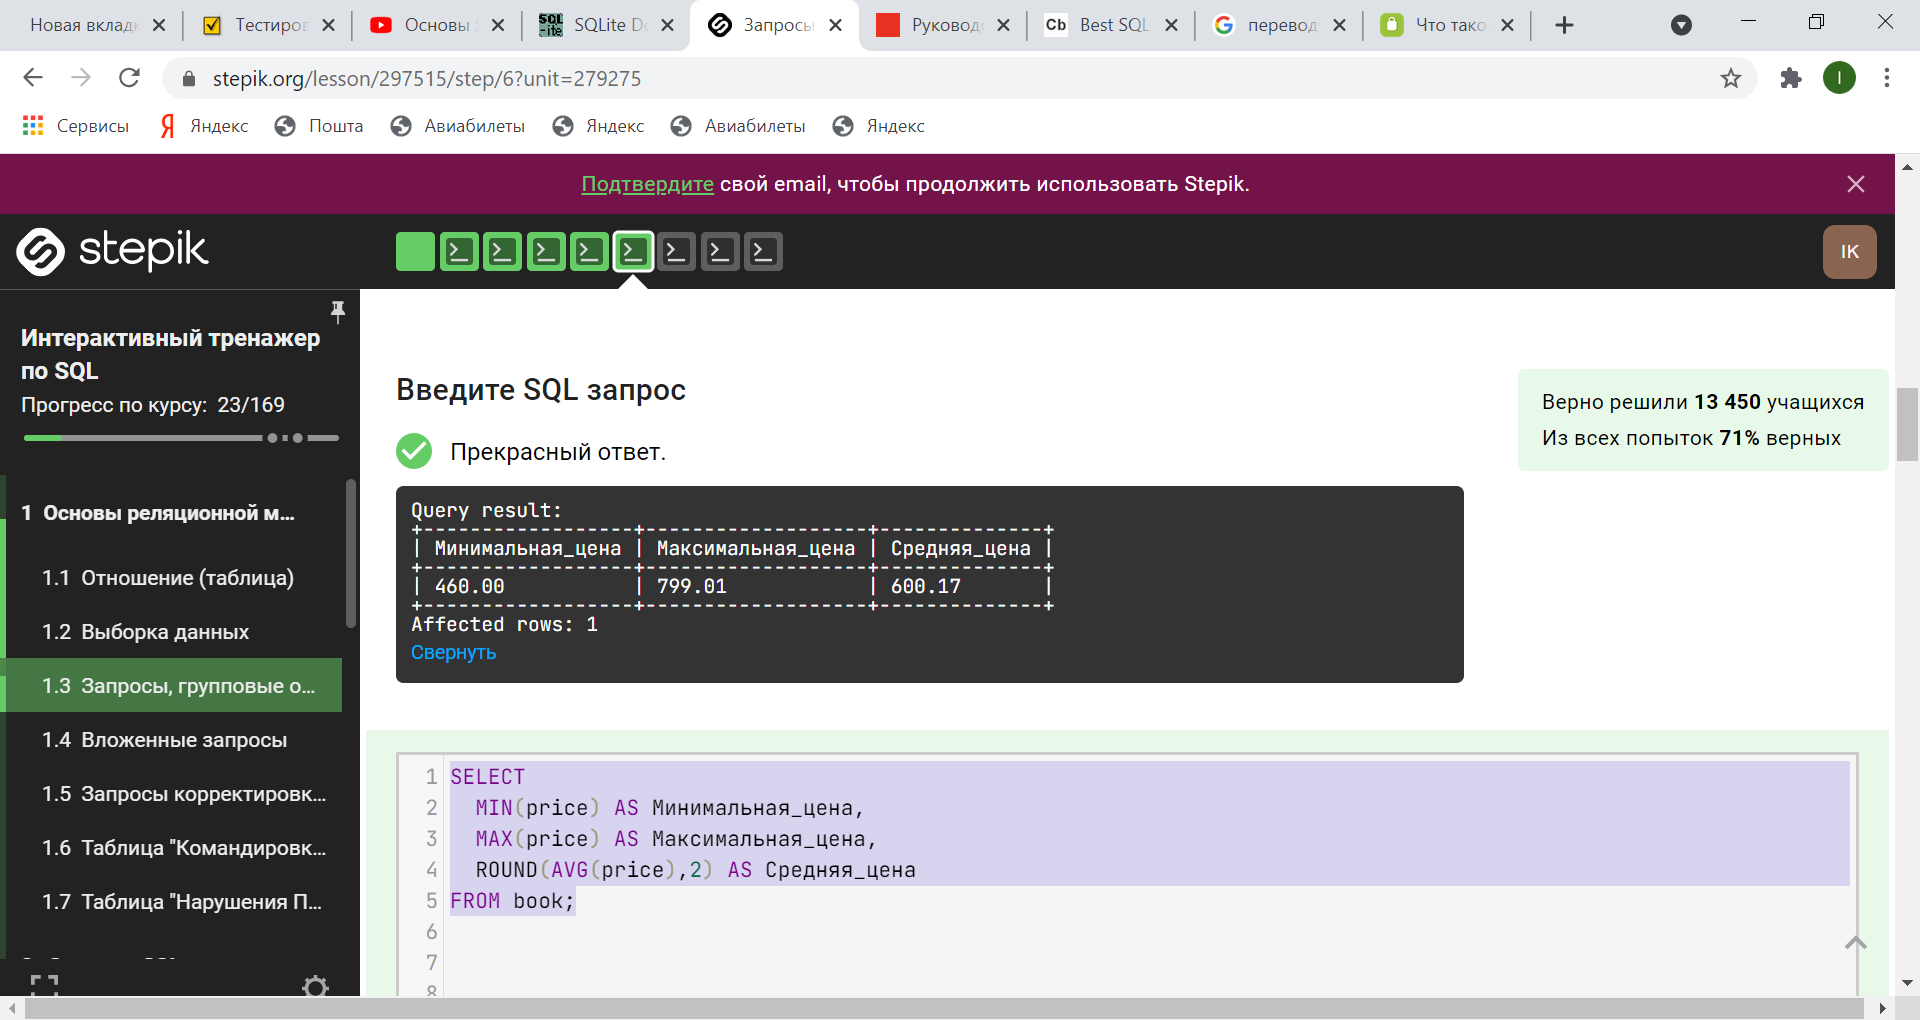 Новая вклад
Тестиров
Основы
SQLite D
Запросы
Руковод
Cb Best SQL
перевод
Что тако
stepik.org/lesson/297515/step/6?unit=279275
I
Сервисы
Я Яндекс
Почта
Авиабилеты
Яндекс
Авиабилеты
Яндекс
Подтвердите свой email, чтобы продолжить использовать Stepik.
stepik
IK
Интерактивный тренажер
по SQL
Прогресс по курсу: 23/169
1 Основы реляционной м...
1.1 Отношение (таблица)
1.2 Выборка данных
1.3 Запросы, групповые о...
1.4 Вложенные запросы
1.5 Запросы корректировк...
1.6 Таблица "Командировк...
1.7 Таблица "Нарушения П...
Введите SQL запрос
Прекрасный ответ.
Верно решили 13 450 учащихся
Из всех попыток 71% верных
Query result:
+-----------------+--------------------+--------------+
| Минимальная_цена | Максимальная_цена | Средняя_цена |
+-----------------+--------------------+--------------+
| 460.00 | 799.01 | 600.17 |
+-----------------+--------------------+--------------+
Affected rows: 1
Свернуть
1 SELECT
2 MIN(price) AS Минимальная_цена,
3 MAX(price) AS Максимальная_цена,
4 ROUND(AVG(price),2) AS Средняя_цена
5 FROM book;
6
7
8